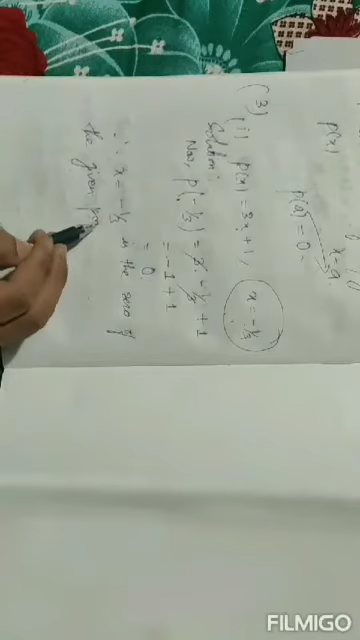 p(x)
x-a
p(a) = 0-
(3)
(i) p(x) = 3x+1, x = -1/3
Solution:
Now, p(-1/3) = 3. -1/3 + 1
= -1 + 1
= 0
∴ x = -1/3 is the zero of
the given po
FILMIGO